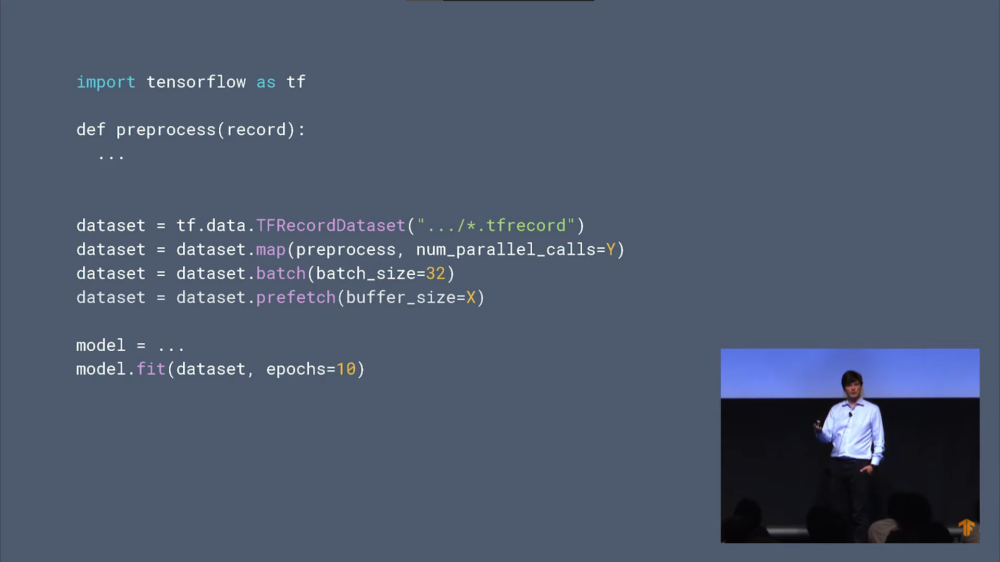 import tensorflow as tf
def preprocess(record):
...
dataset = tf.data.TFRecordDataset(".../*.tfrecord")
dataset = dataset.map(preprocess, num_parallel_calls=Y)
dataset = dataset.batch(batch_size=32)
dataset = dataset.prefetch(buffer_size=X)
model = ...
model.fit(dataset, epochs=10)